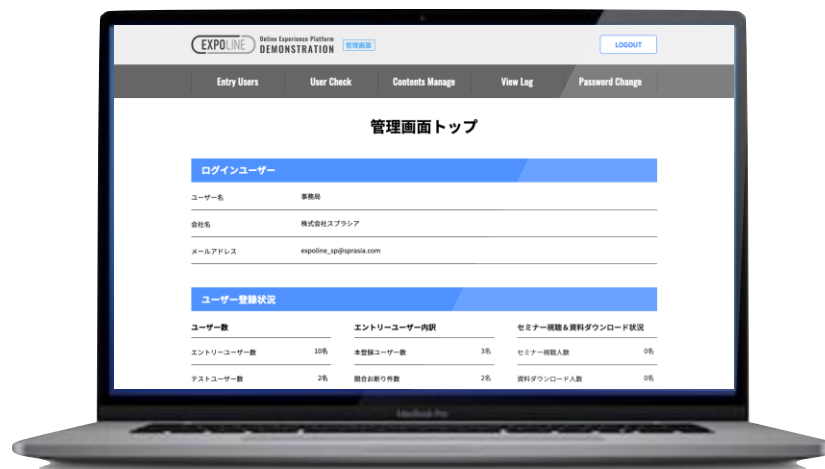 EXPOLINE
Online Experience Platform
DEMONSTRATION
管理画面
LOGOUT
Entry Users
User Check
Contents Manage
View Log
Password Change
管理画面トップ
ログインユーザー
ユーザー名 事務局
会社名 株式会社スプラシア
メールアドレス expoline_sp@sprasia.com
ユーザー登録状況
ユーザー数
エントリーユーザー数 10名
テストユーザー数 2名
エントリーユーザー内訳
本登録ユーザー数 3名
競合お断り件数 2名
セミナー視聴&資料ダウンロード状況
セミナー視聴人数 0名
資料ダウンロード人数 0名
MacBook Pro